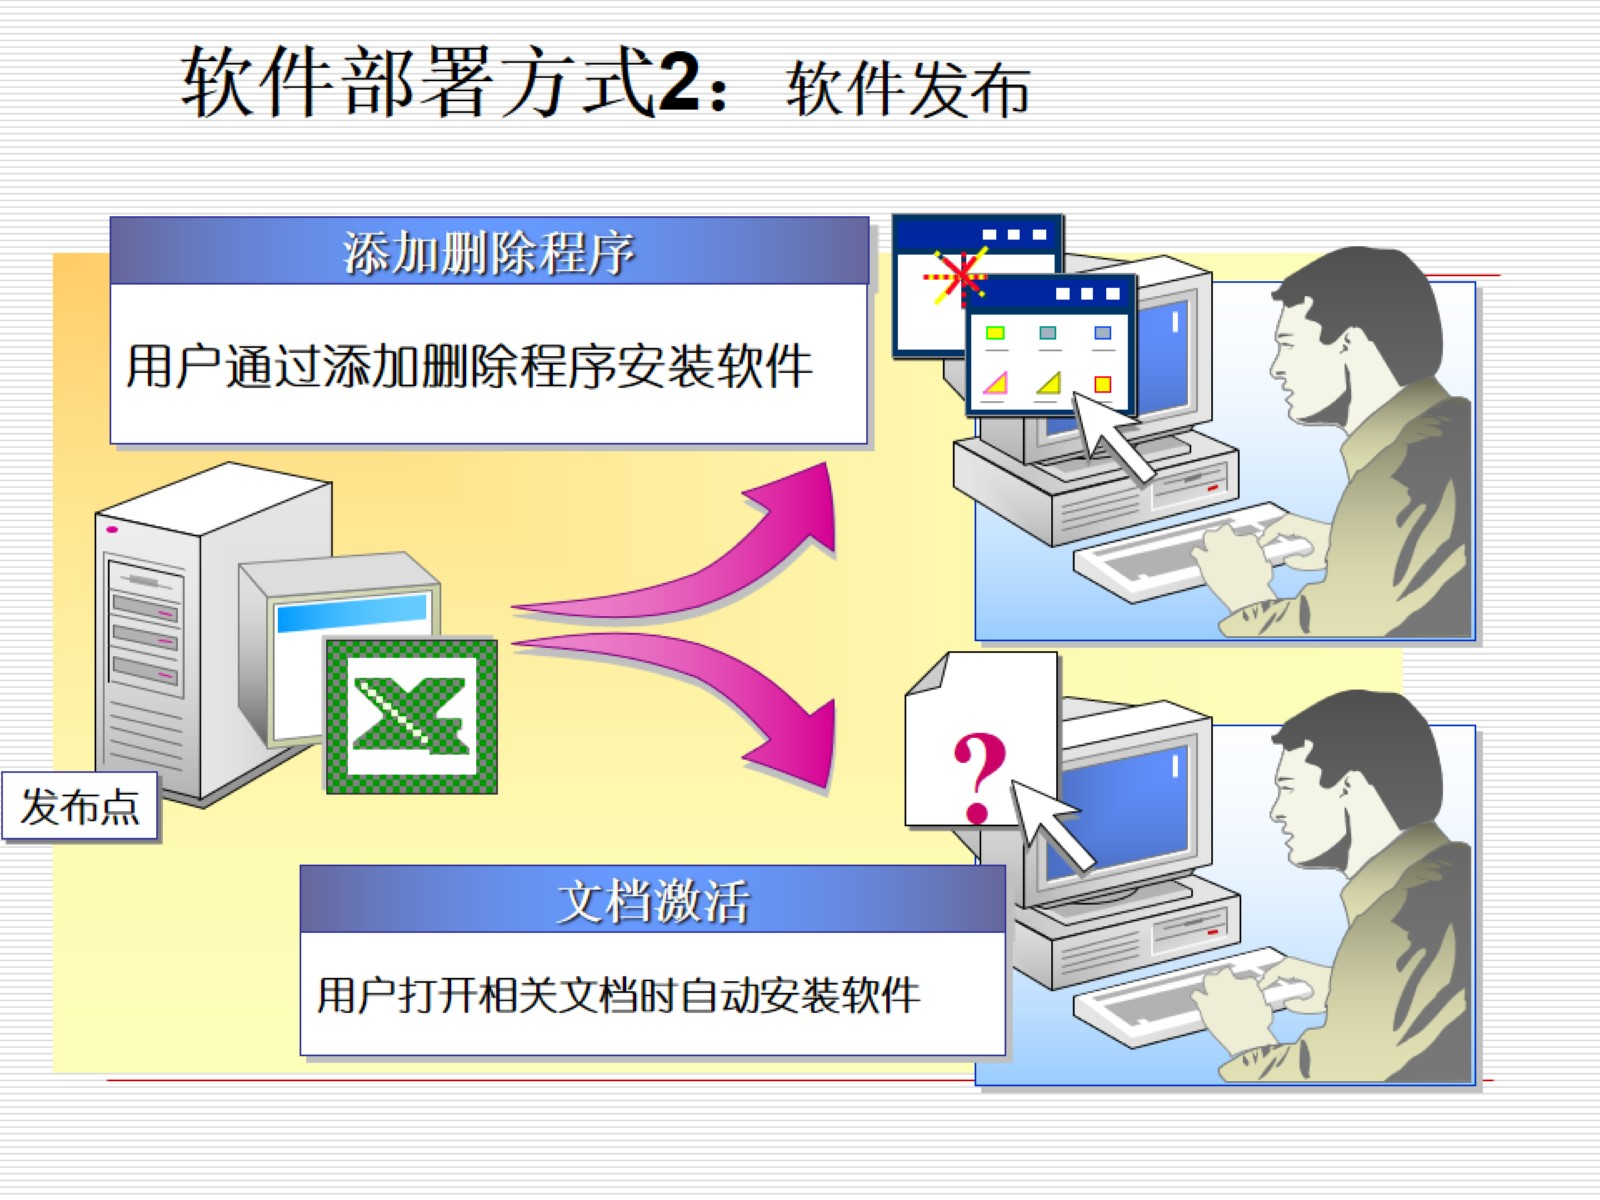 软件部署方式2：软件发布
添加删除程序
用户通过添加删除程序安装软件
发布点
文档激活
用户打开相关文档时自动安装软件